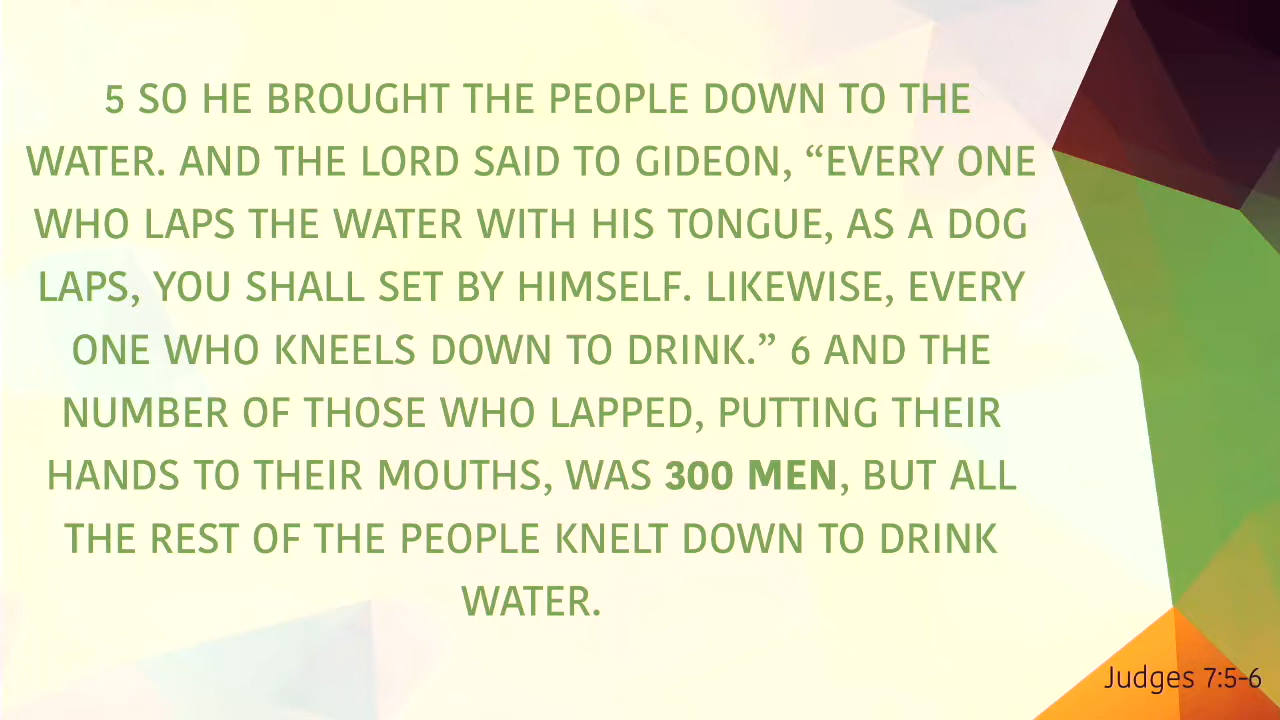 5 SO HE BROUGHT THE PEOPLE DOWN TO THE
WATER. AND THE LORD SAID TO GIDEON, “EVERY ONE
WHO LAPS THE WATER WITH HIS TONGUE, AS A DOG
LAPS, YOU SHALL SET BY HIMSELF. LIKEWISE, EVERY
ONE WHO KNEELS DOWN TO DRINK.” 6 AND THE
NUMBER OF THOSE WHO LAPPED, PUTTING THEIR
HANDS TO THEIR MOUTHS, WAS 300 MEN, BUT ALL
THE REST OF THE PEOPLE KNELT DOWN TO DRINK
WATER.
Judges 7:5-6